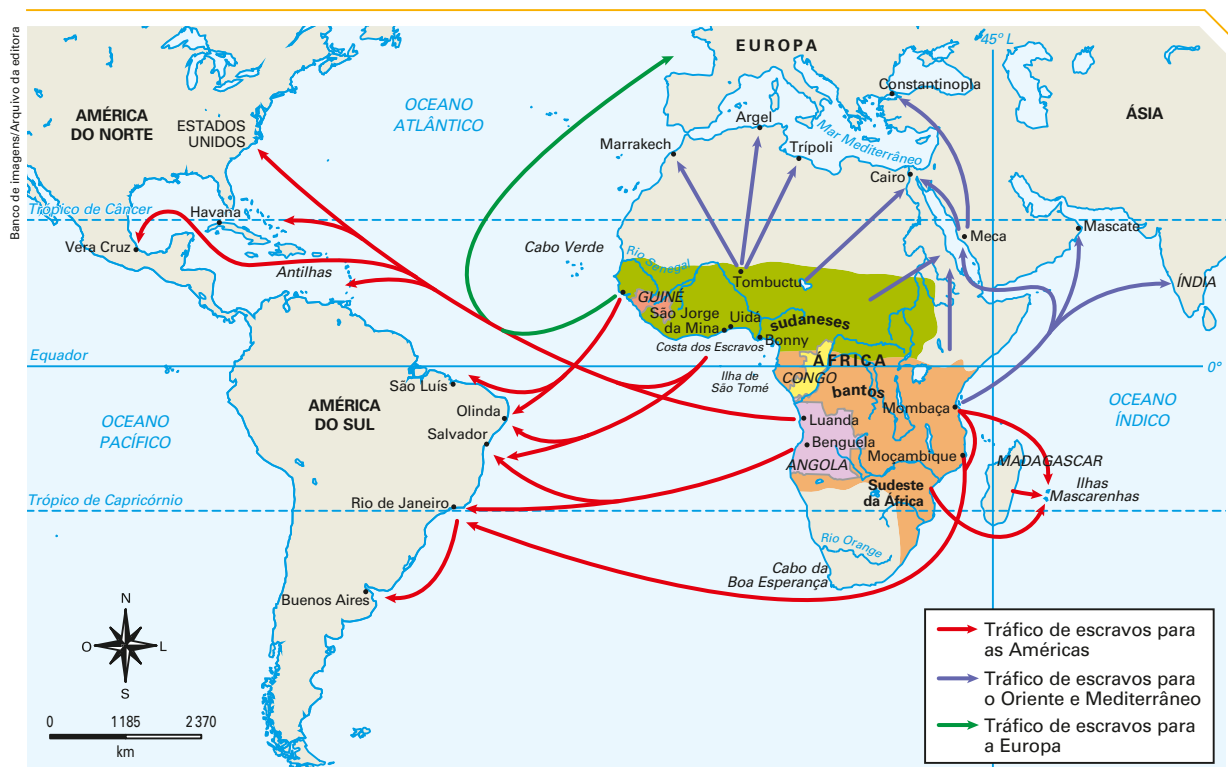 Banco de imagens/Arquivo da editora
EUROPA
45º L
Constantinopla
AMÉRICA
DO NORTE
OCEANO
ATLÂNTICO
ÁSIA
ESTADOS
UNIDOS
Argel
Marrakech
Trípoli
Mar Mediterrâneo
Cairo
Trópico de Câncer
Havana
Vera Cruz
Antilhas
Cabo Verde
Rio Senegal
Meca
Mascate
Tombuctu
ÍNDIA
GUINÉ
São Jorge
da Mina
Uidá
sudaneses
Bonny
Costa dos Escravos
Equador
0°
ÁFRICA
Ilha de
São Tomé
CONGO
bantos
São Luís
AMÉRICA
DO SUL
Olinda
Salvador
OCEANO
PACÍFICO
Mombaça
OCEANO
ÍNDICO
Luanda
Benguela
ANGOLA
Moçambique
MADAGASCAR
Ilhas
Mascarenhas
Sudeste
da África
Trópico de Capricórnio
Rio de Janeiro
Rio Orange
Cabo da
Boa Esperança
Buenos Aires
N
O
L
S
0 1 185 2 370
km
Tráfico de escravos para
as Américas
Tráfico de escravos para
o Oriente e Mediterrâneo
Tráfico de escravos para
a Europa